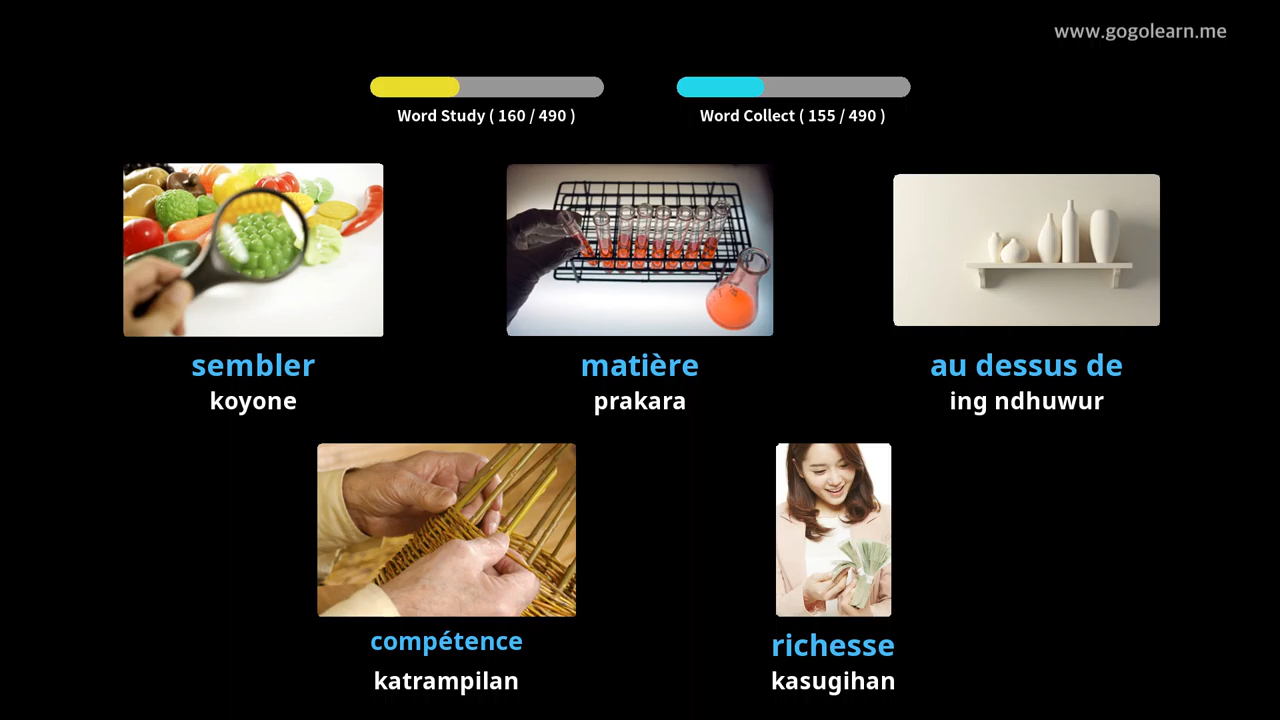 www.gogolearn.me
Word Study ( 160 / 490 )
Word Collect ( 155 / 490 )
sembler
koyone
matière
prakara
au dessus de
ing ndhuwur
compétence
katrampilan
richesse
kasugihan